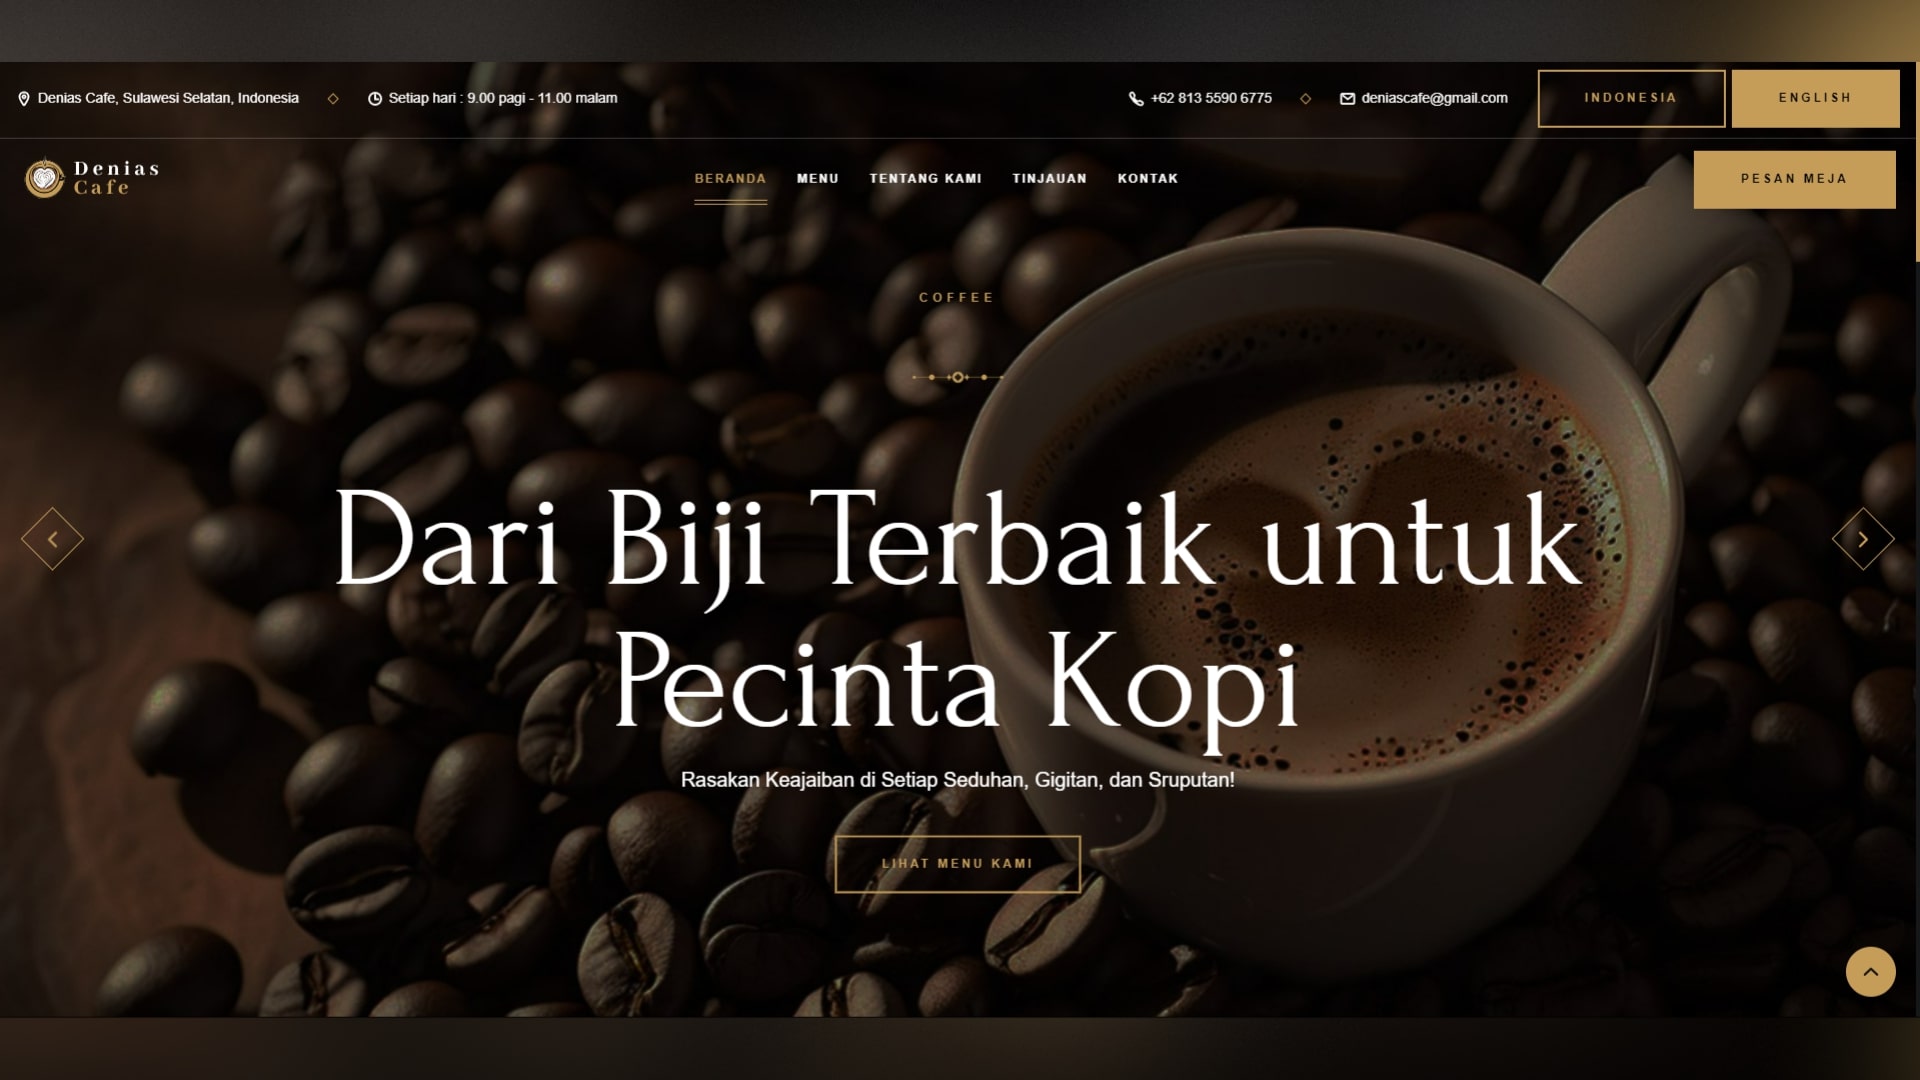 Denias Cafe, Sulawesi Selatan, Indonesia
Setiap hari : 9.00 pagi - 11.00 malam
+62 813 5590 6775
deniascafe@gmail.com
INDONESIA
ENGLISH
Denias
Cafe
BERANDA
MENU
TENTANG KAMI
TINJAUAN
KONTAK
PESAN MEJA
COFFEE
Dari Biji Terbaik untuk
Pecinta Kopi
Rasakan Keajaiban di Setiap Seduhan, Gigitan, dan Sruputan!
LIHAT MENU KAMI